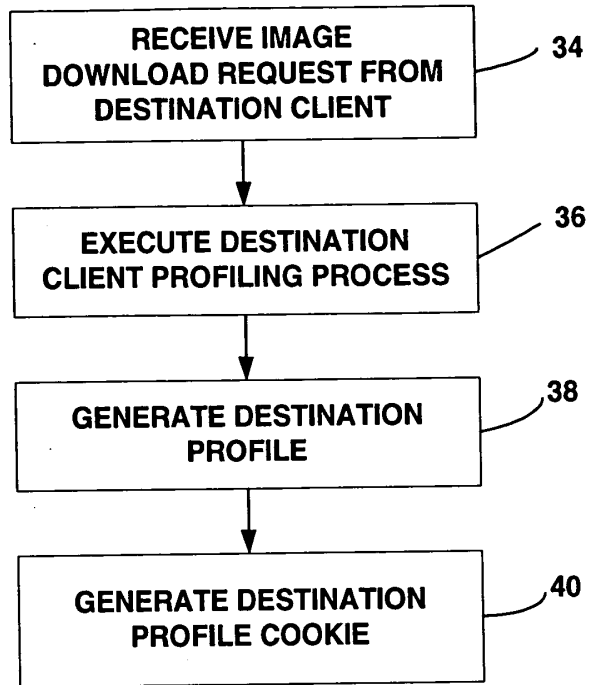 RECEIVE IMAGE
DOWNLOAD REQUEST FROM
DESTINATION CLIENT
34
EXECUTE DESTINATION
CLIENT PROFILING PROCESS
36
GENERATE DESTINATION
PROFILE
38
GENERATE DESTINATION
PROFILE COOKIE
40